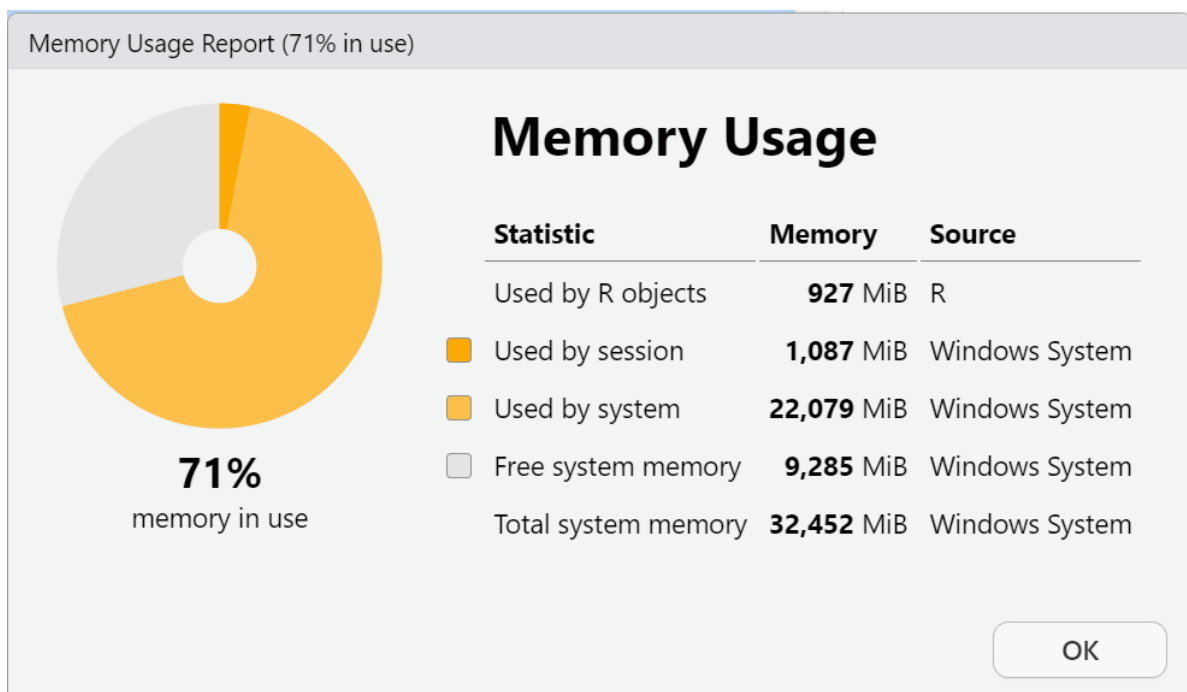 Memory Usage Report (71% in use)
Memory Usage
Statistic Memory Source
Used by R objects 927 MiB R
Used by session 1,087 MiB Windows System
Used by system 22,079 MiB Windows System
Free system memory 9,285 MiB Windows System
Total system memory 32,452 MiB Windows System
71%
memory in use
OK